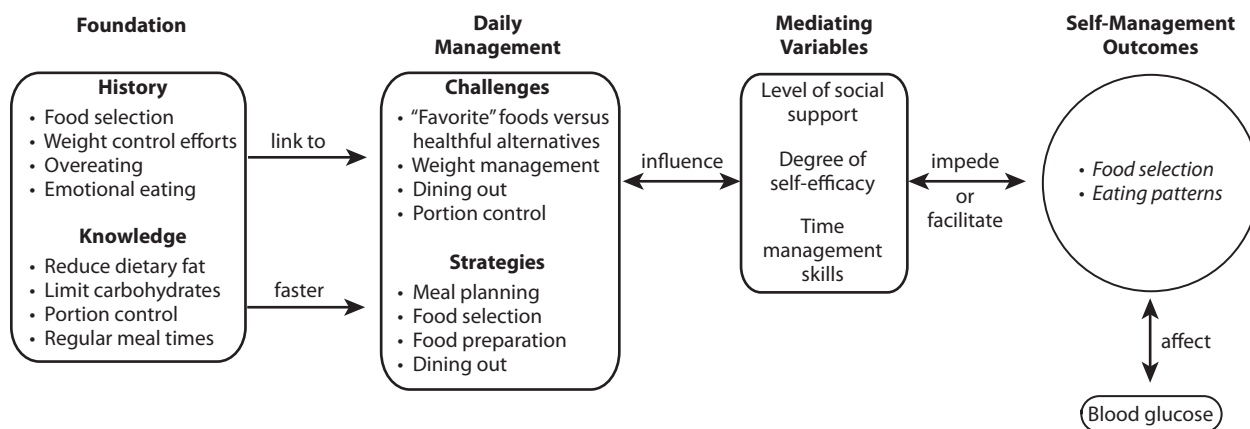 Foundation
History
• Food selection
• Weight control efforts
• Overeating
• Emotional eating
Knowledge
• Reduce dietary fat
• Limit carbohydrates
• Portion control
• Regular meal times
link to
faster
Daily
Management
Challenges
• “Favorite” foods versus
healthful alternatives
• Weight management
• Dining out
• Portion control
Strategies
• Meal planning
• Food selection
• Food preparation
• Dining out
influence
Mediating
Variables
Level of social
support
Degree of
self-efficacy
Time
management
skills
impede
or
facilitate
Self-Management
Outcomes
• Food selection
• Eating patterns
affect
Blood glucose